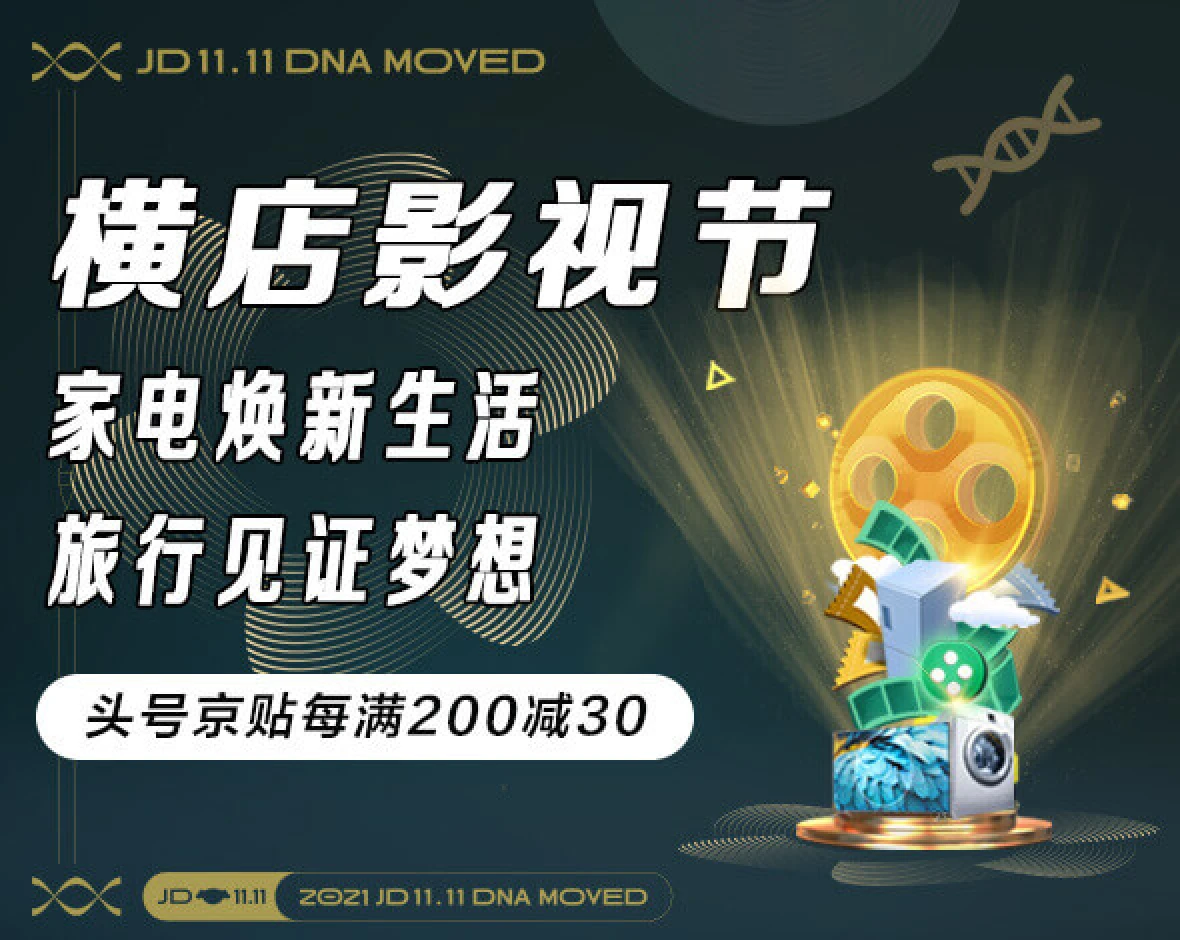 JD 11.11 DNA MOVED
横店影视节
家电焕新生活
旅行见证梦想
头号京贴每满200减30
JD 11.11
2021 JD 11.11 DNA MOVED